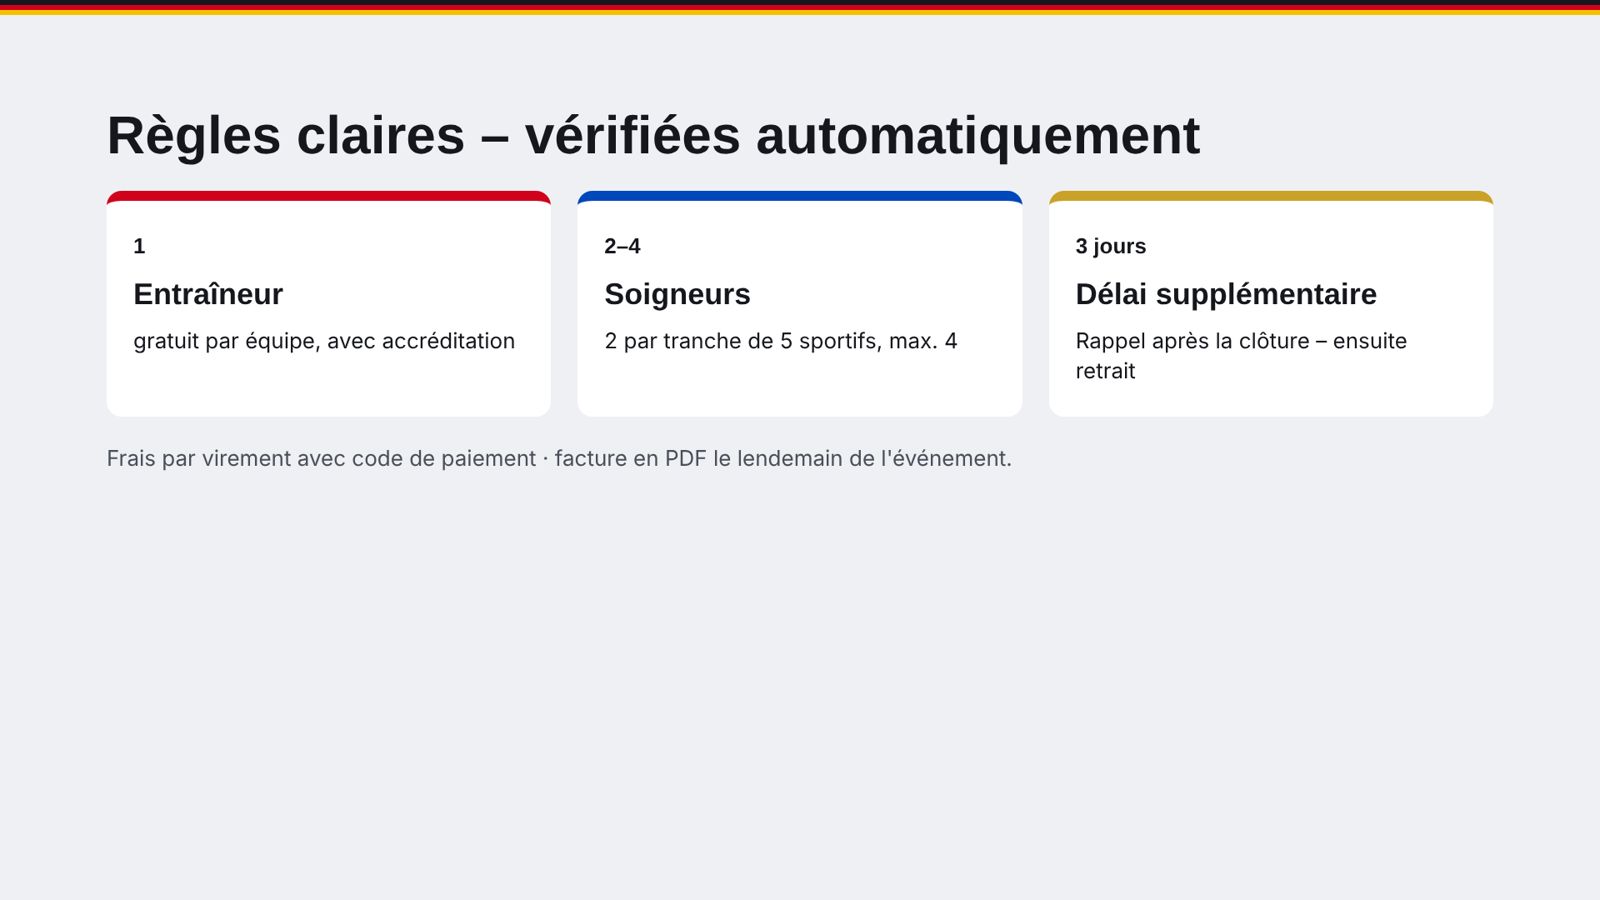 Règles claires – vérifiées automatiquement
1
Entraîneur
gratuit par équipe, avec accréditation
2–4
Soigneurs
2 par tranche de 5 sportifs, max. 4
3 jours
Délai supplémentaire
Rappel après la clôture – ensuite
retrait
Frais par virement avec code de paiement · facture en PDF le lendemain de l'événement.